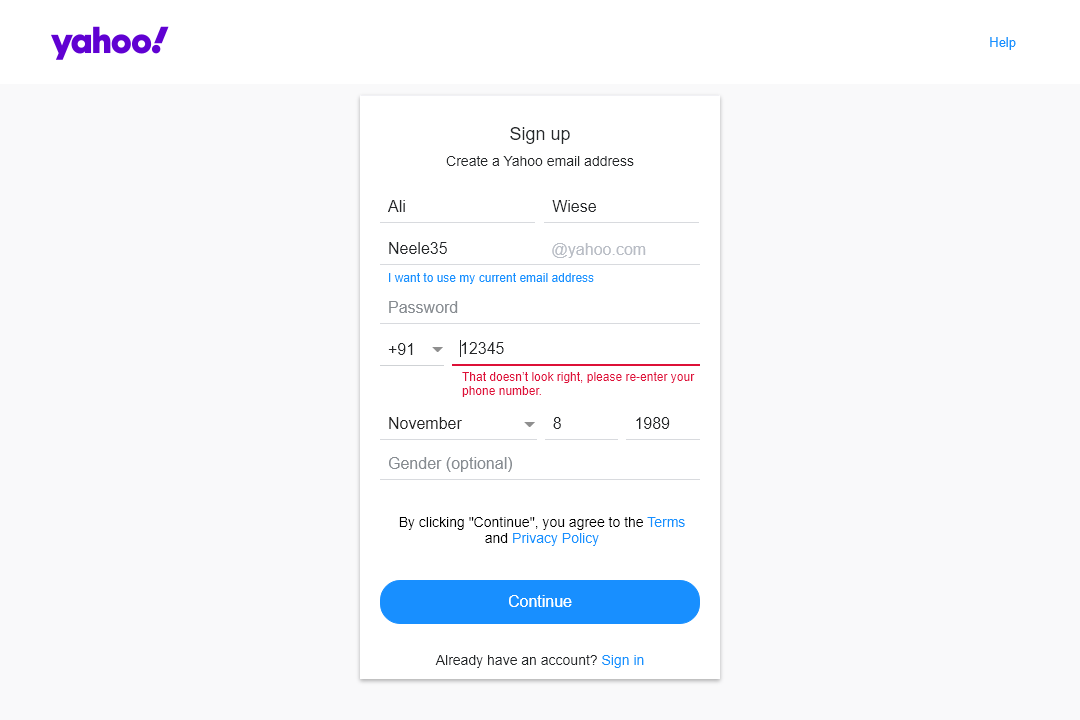 yahoo!
Help
Sign up
Create a Yahoo email address
Ali
Wiese
Neele35
@yahoo.com
I want to use my current email address
Password
+91
12345
That doesn't look right, please re-enter your
phone number.
November
8
1989
Gender (optional)
By clicking "Continue", you agree to the Terms
and Privacy Policy
Continue
Already have an account? Sign in